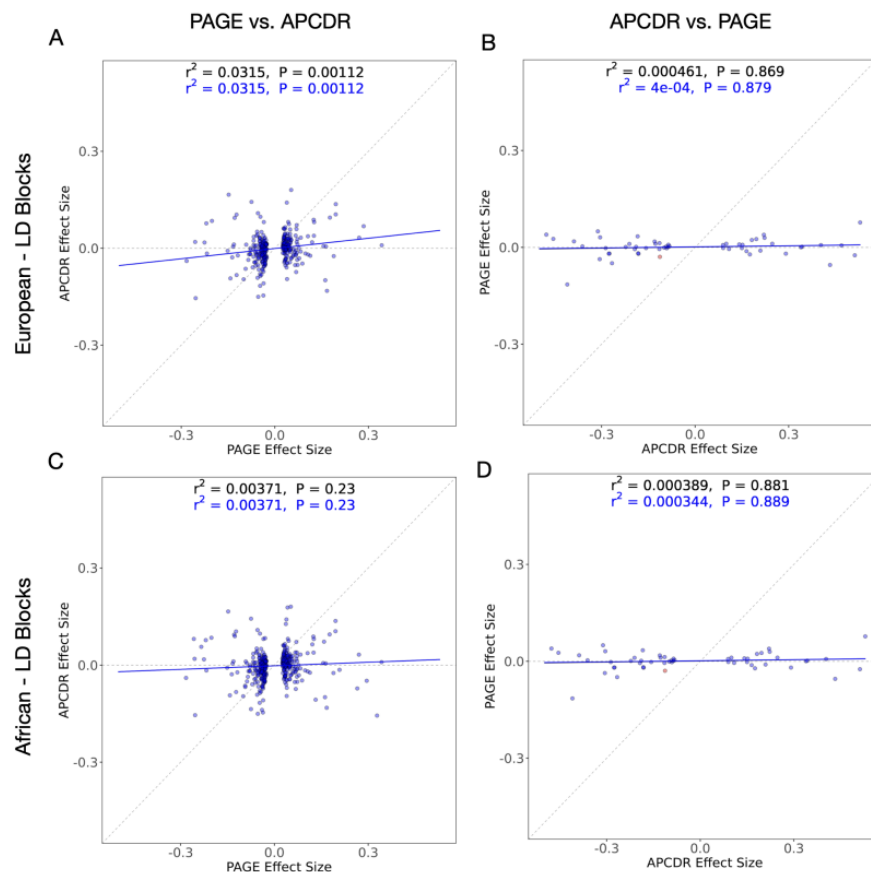 PAGE vs. APCDR
APCDR vs. PAGE
European - LD Blocks
African - LD Blocks
A
r² = 0.0315, P = 0.00112
r² = 0.0315, P = 0.00112
APCDR Effect Size
0.3
0.0
-0.3
-0.3
0.0
0.3
PAGE Effect Size
B
r² = 0.000461, P = 0.869
r² = 4e-04, P = 0.879
PAGE Effect Size
0.3
0.0
-0.3
-0.3
0.0
0.3
APCDR Effect Size
C
r² = 0.00371, P = 0.23
r² = 0.00371, P = 0.23
APCDR Effect Size
0.3
0.0
-0.3
-0.3
0.0
0.3
PAGE Effect Size
D
r² = 0.000389, P = 0.881
r² = 0.000344, P = 0.889
PAGE Effect Size
0.3
0.0
-0.3
-0.3
0.0
0.3
APCDR Effect Size